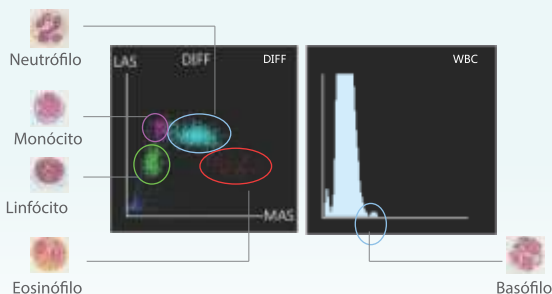 Neutrófilo
Monócito
Linfócito
Eosinófilo
LAS
DIFF
DIFF
MAS
WBC
Basófilo